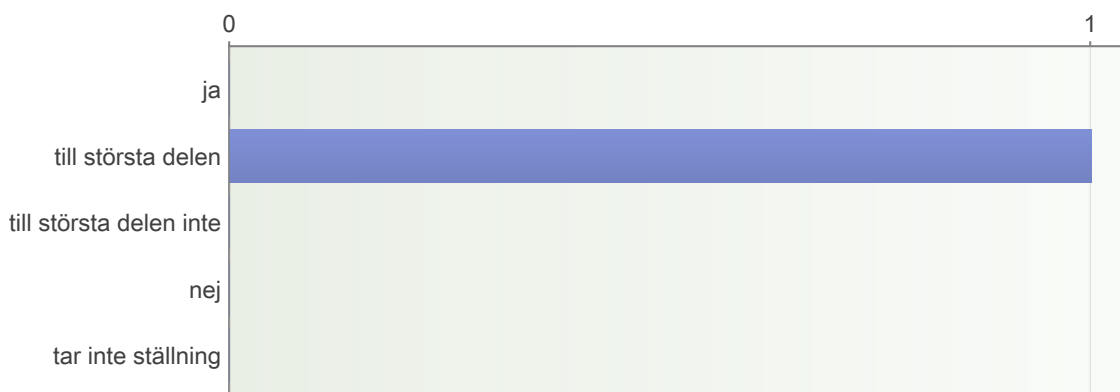 0 1
ja
till största delen
till största delen inte
nej
tar inte ställning